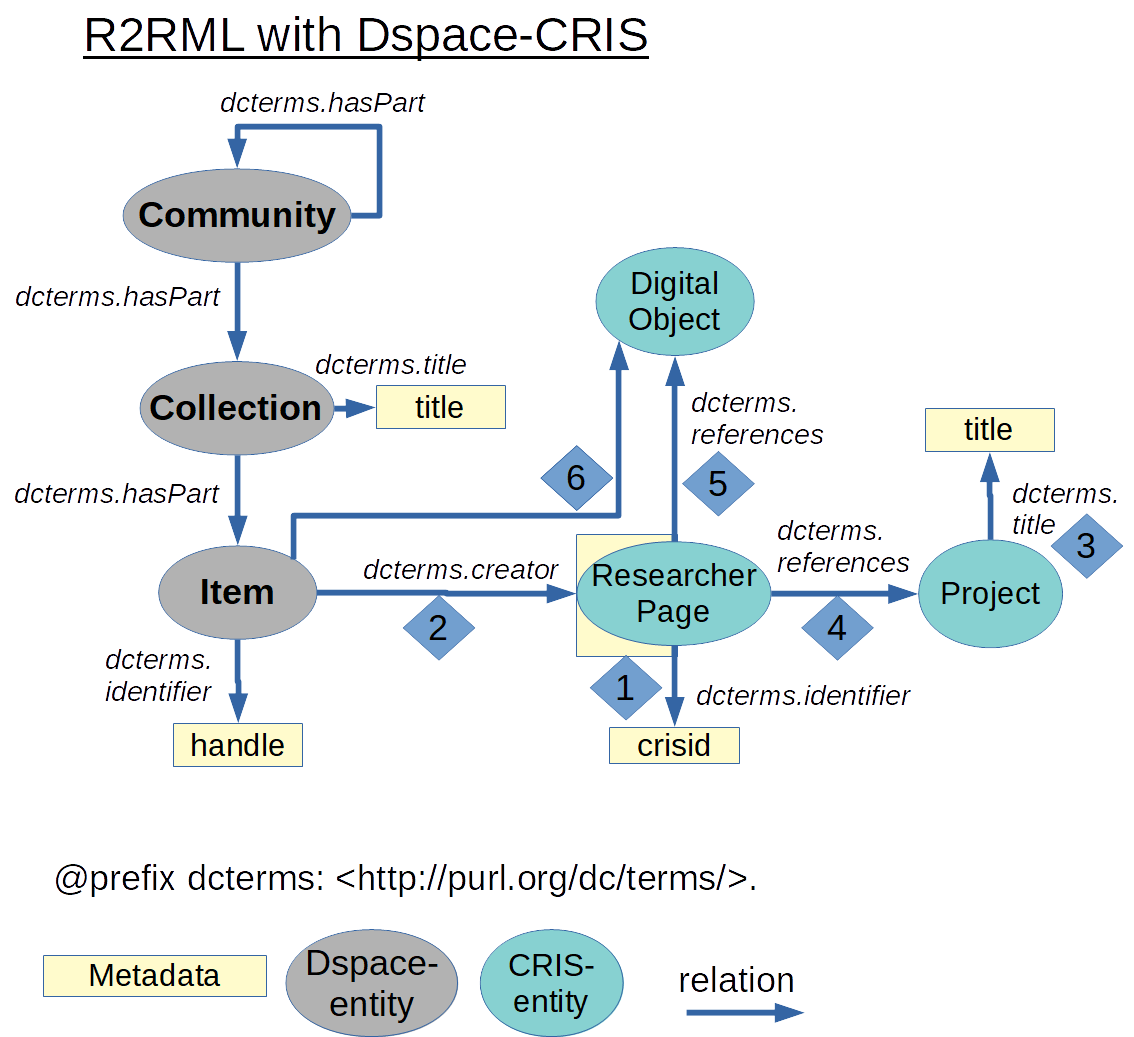 R2RML with Dspace-CRIS
dcterms.hasPart
Community
dcterms.hasPart
Digital
Object
dcterms.title
Collection
title
dcterms.
references
title
dcterms.hasPart
6
5
dcterms.
title
3
dcterms.creator
dcterms.
references
Item
Researcher
Page
Project
2
4
dcterms.
identifier
1
dcterms.identifier
handle
crisid
@prefix dcterms: <http://purl.org/dc/terms/>.
Metadata
Dspace-
entity
CRIS-
entity
relation